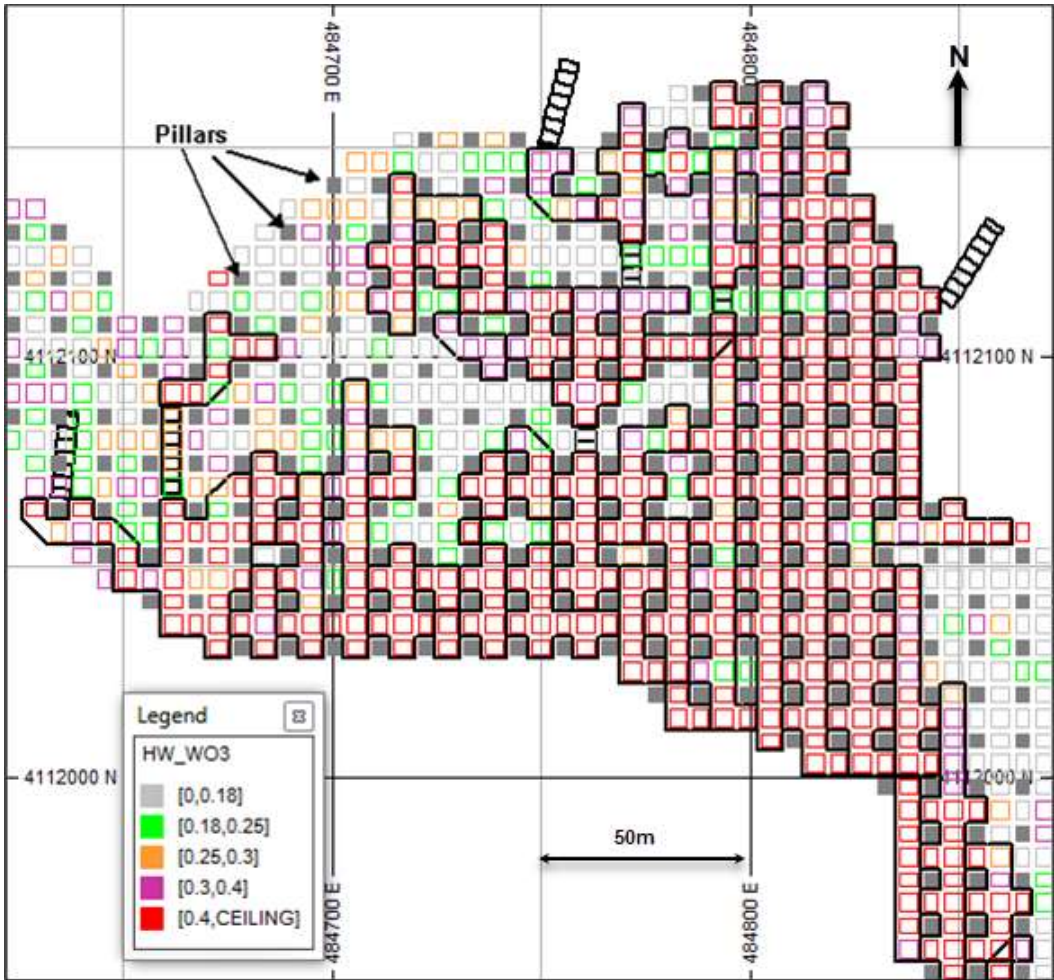 484700 E
484800 E
N
Pillars
4112100 N
4112100 N
Legend
HW_WO3
[0,0.18]
[0.18,0.25]
[0.25,0.3]
[0.3,0.4]
[0.4,CEILING]
4112000 N
4112000 N
50m
484700 E
484800 E